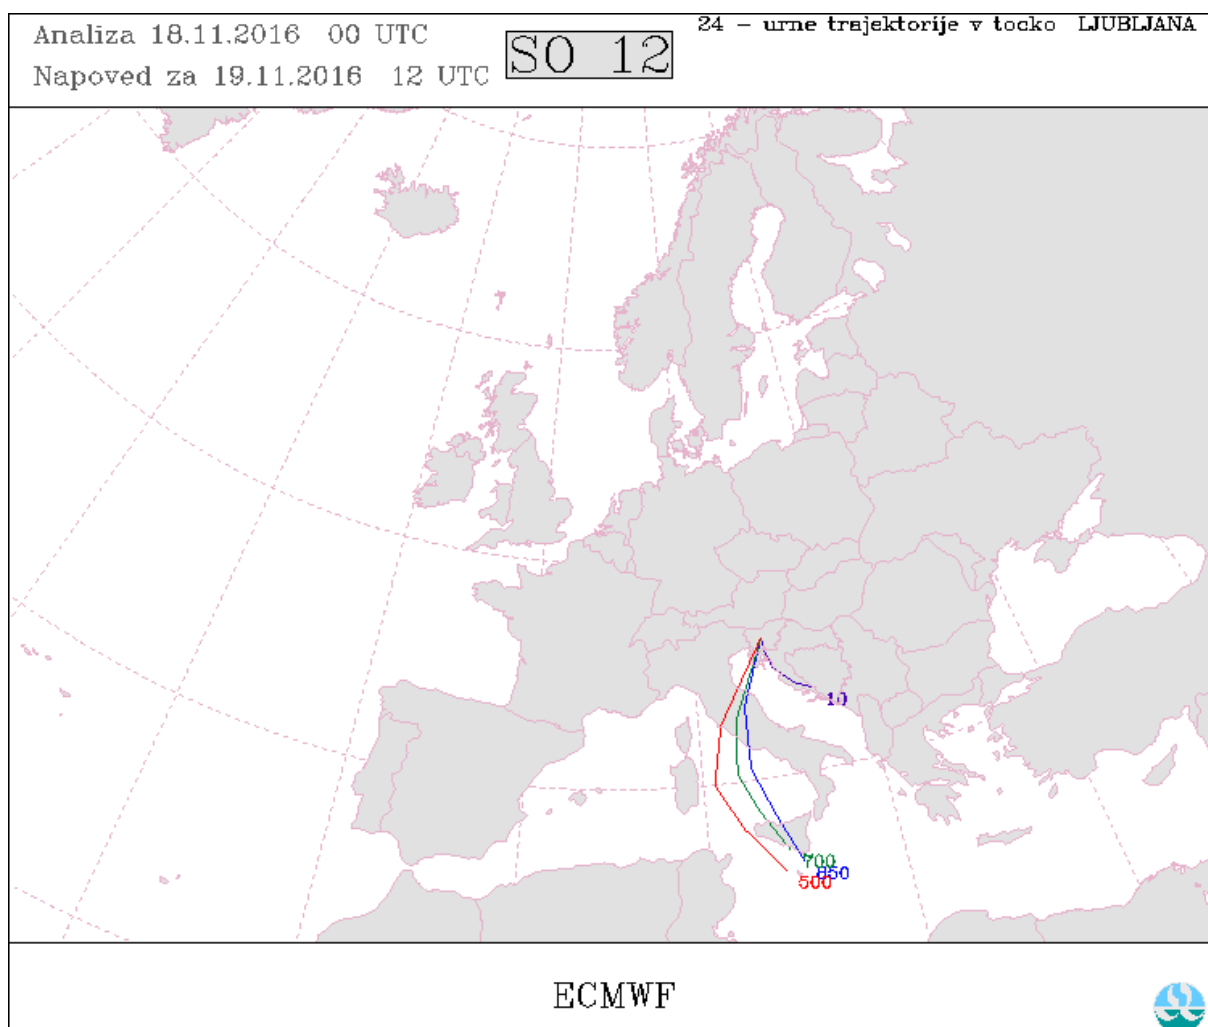 Analiza 18.11.2016 00 UTC
Napoved za 19.11.2016 12 UTC
SO 12
24 - urne trajektorije v tocko LJUBLJANA
10
700
850
500
ECMWF